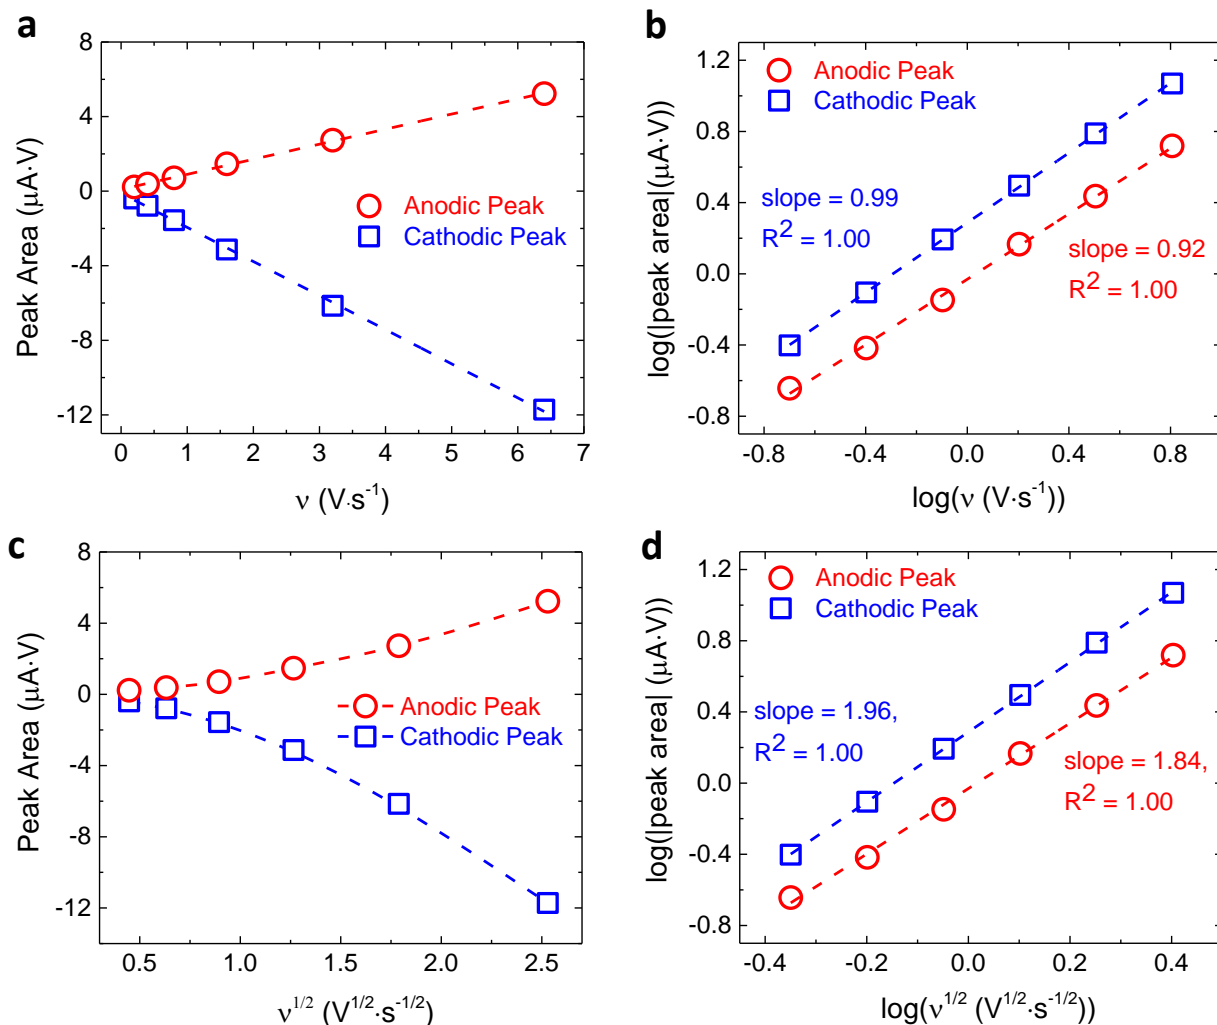 a
8
4
0
-4
-8
-12
Peak Area (μA·V)
Anodic Peak
Cathodic Peak
0 1 2 3 4 5 6 7
ν (V·s⁻¹)
b
1.2
0.8
0.4
0.0
-0.4
-0.8
log(|peak area|(μA·V))
Anodic Peak
Cathodic Peak
slope = 0.99
R² = 1.00
slope = 0.92
R² = 1.00
-0.8 -0.4 0.0 0.4 0.8
log(ν (V·s⁻¹))
c
8
4
0
-4
-8
-12
Peak Area (μA·V)
Anodic Peak
Cathodic Peak
0.5 1.0 1.5 2.0 2.5
ν^1/2 (V^1/2·s^-1/2)
d
1.2
0.8
0.4
0.0
-0.4
-0.8
log(|peak area| (μA·V))
Anodic Peak
Cathodic Peak
slope = 1.96,
R² = 1.00
slope = 1.84,
R² = 1.00
-0.4 -0.2 0.0 0.2 0.4
log(ν^1/2 (V^1/2·s^-1/2))